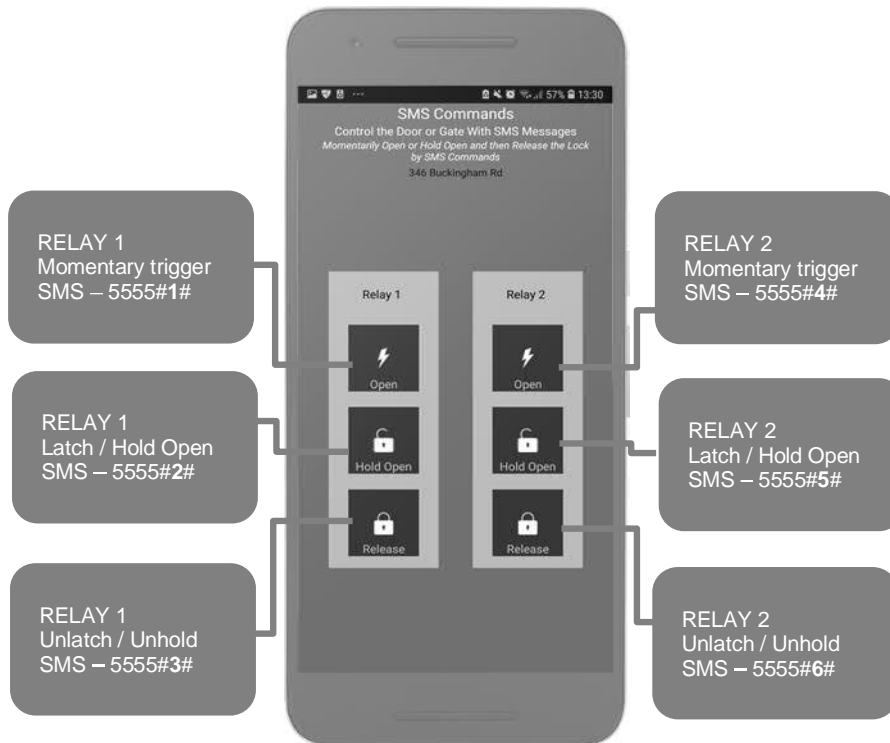 57% 13:30
SMS Commands
Control the Door or Gate With SMS Messages
Momentarily Open or Hold Open and then Release the Lock
by SMS Commands
346 Buckingham Rd
RELAY 1
Momentary trigger
SMS – 5555#1#
RELAY 1
Latch / Hold Open
SMS – 5555#2#
RELAY 1
Unlatch / Unhold
SMS – 5555#3#
Relay 1
Open
Hold Open
Release
Relay 2
Open
Hold Open
Release
RELAY 2
Momentary trigger
SMS – 5555#4#
RELAY 2
Latch / Hold Open
SMS – 5555#5#
RELAY 2
Unlatch / Unhold
SMS – 5555#6#